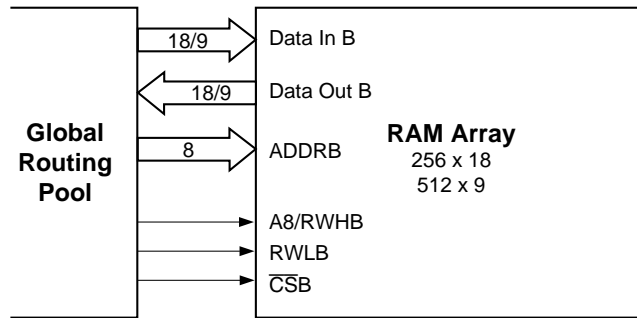 18/9
Data In B
18/9
Data Out B
Global
Routing
Pool
8
ADDRB
RAM Array
256 x 18
512 x 9
A8/RWHB
RWLB
C̅S̅B